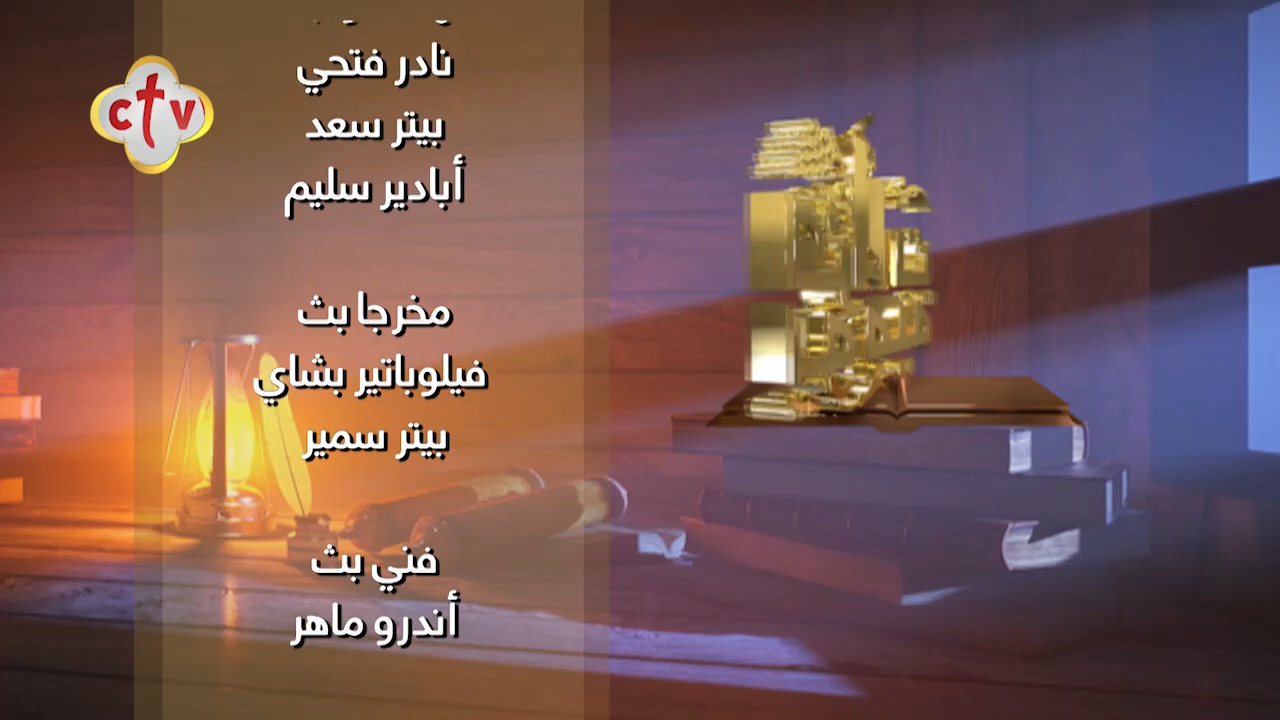 نادر فتحي
بيتر سعد
أبادير سليم
مخرجا بث
فيلوباتير بشاي
بيتر سمير
فني بث
أندرو ماهر
ctv